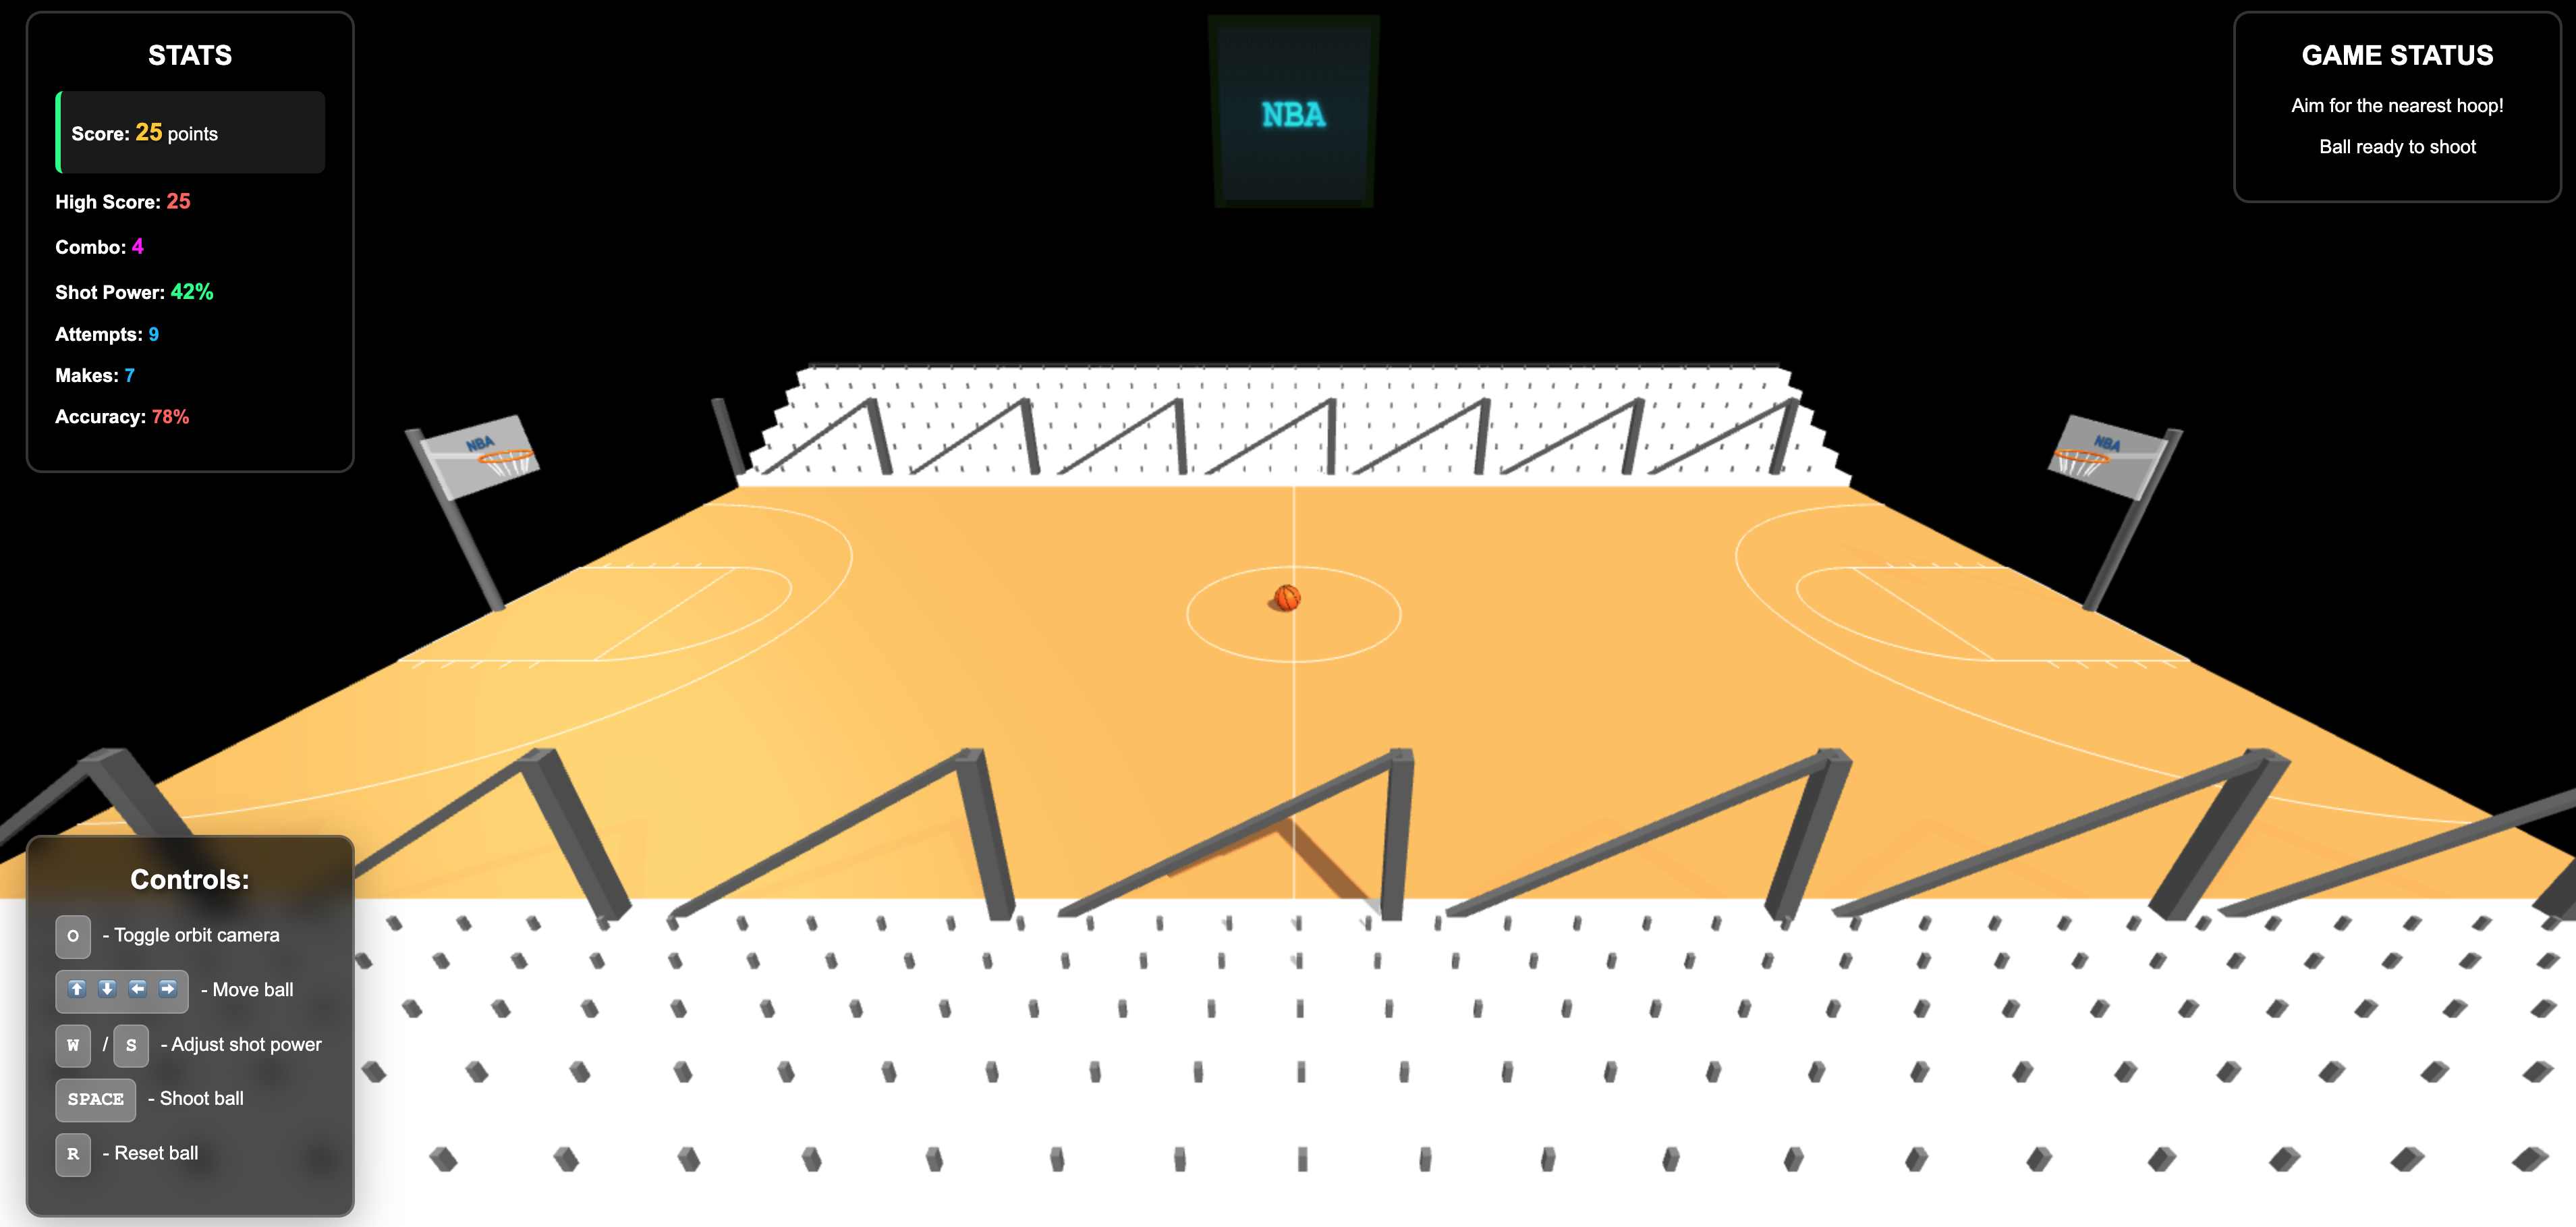 STATS
Score: 25 points
High Score: 25
Combo: 4
Shot Power: 42%
Attempts: 9
Makes: 7
Accuracy: 78%
NBA
GAME STATUS
Aim for the nearest hoop!
Ball ready to shoot
NBA
NBA
Controls:
O - Toggle orbit camera
⬆️ ⬇️ ⬅️ ➡️ - Move ball
W / S - Adjust shot power
SPACE - Shoot ball
R - Reset ball